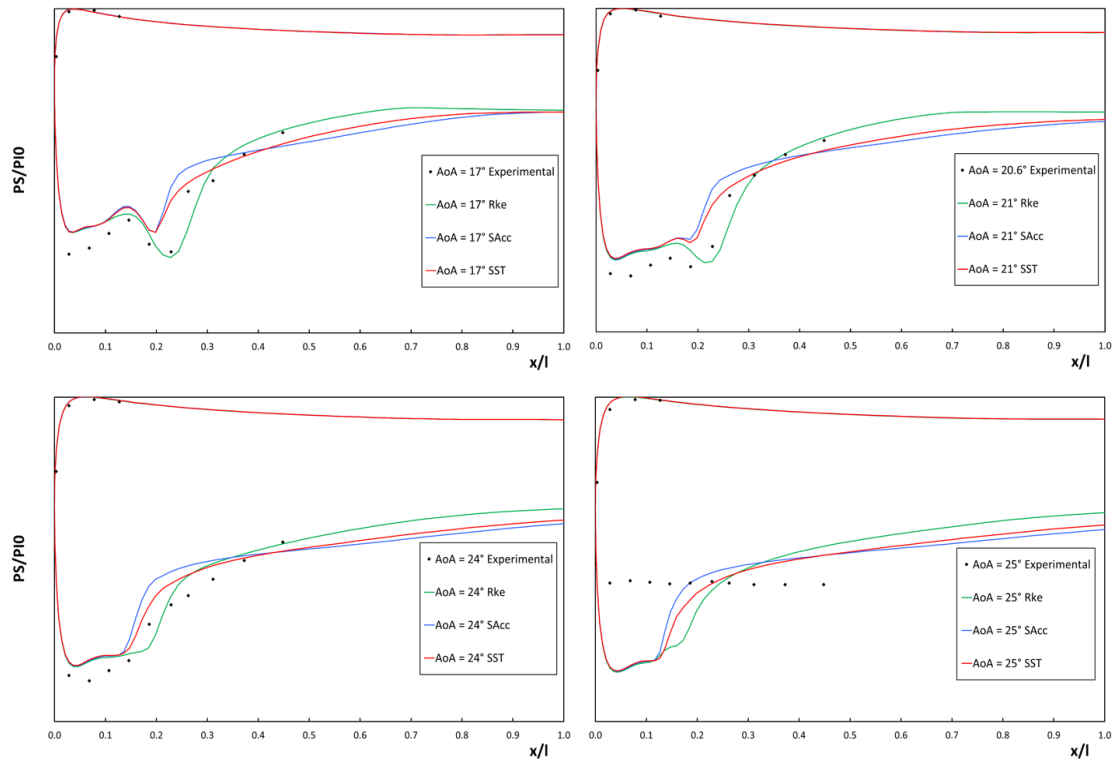 PS/PI0
AoA = 17° Experimental
AoA = 17° Rke
AoA = 17° SAcc
AoA = 17° SST
0.0 0.1 0.2 0.3 0.4 0.5 0.6 0.7 0.8 0.9 1.0
x/l
AoA = 20.6° Experimental
AoA = 21° Rke
AoA = 21° SAcc
AoA = 21° SST
0.0 0.1 0.2 0.3 0.4 0.5 0.6 0.7 0.8 0.9 1.0
x/l
PS/PI0
AoA = 24° Experimental
AoA = 24° Rke
AoA = 24° SAcc
AoA = 24° SST
0.0 0.1 0.2 0.3 0.4 0.5 0.6 0.7 0.8 0.9 1.0
x/l
AoA = 25° Experimental
AoA = 25° Rke
AoA = 25° SAcc
AoA = 25° SST
0.0 0.1 0.2 0.3 0.4 0.5 0.6 0.7 0.8 0.9 1.0
x/l